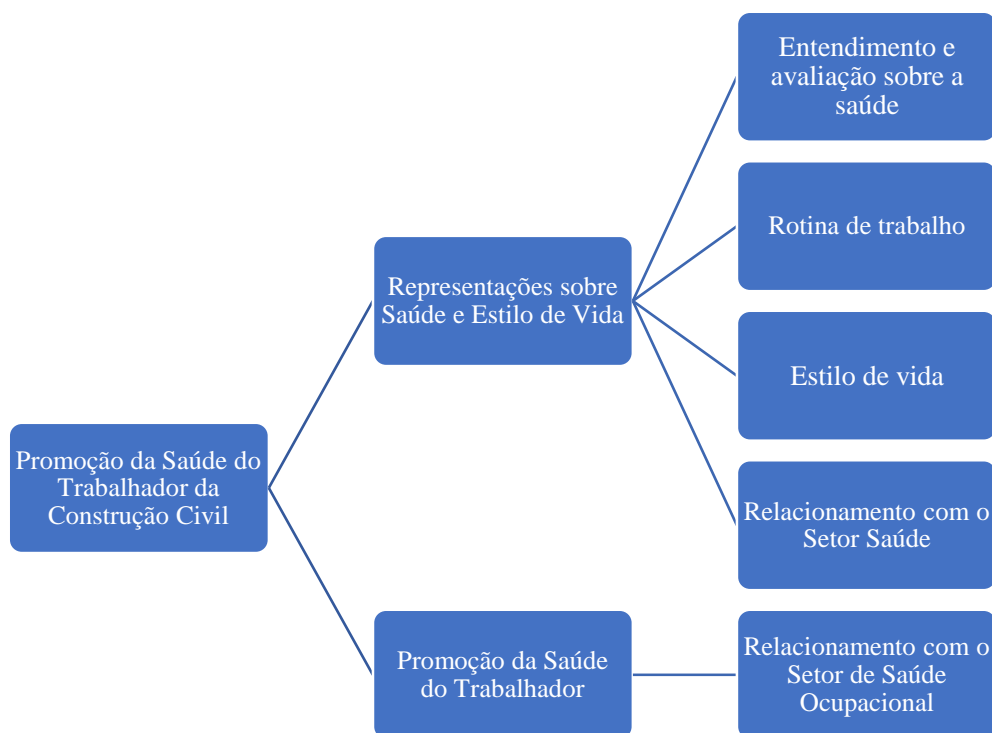 Entendimento e
avaliação sobre a
saúde
Rotina de trabalho
Representações sobre
Saúde e Estilo de Vida
Estilo de vida
Promoção da Saúde do
Trabalhador da
Construção Civil
Relacionamento com o
Setor Saúde
Promoção da Saúde
do Trabalhador
Relacionamento com o
Setor de Saúde
Ocupacional